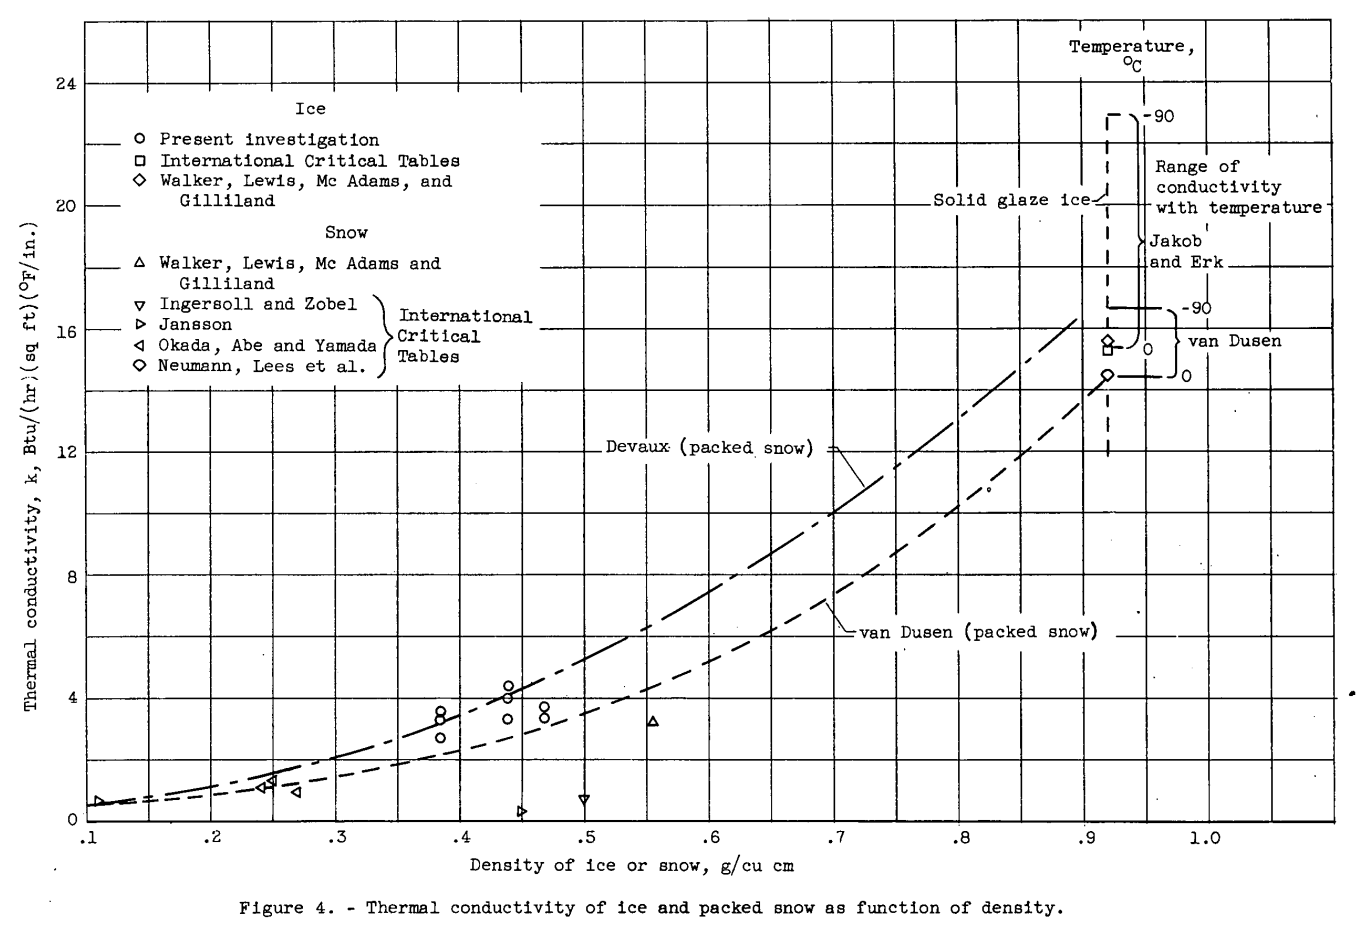 Temperature,
°C
24
Ice
-90
Present investigation
International Critical Tables
Walker, Lewis, Mc Adams, and
Gilliland
Range of
conductivity
with temperature
20
Solid glaze ice
Snow
Jakob
and Erk
Walker, Lewis, Mc Adams and
Gilliland
Ingersoll and Zobel
Jansson
Okada, Abe and Yamada
Neumann, Lees et al.
International
Critical
Tables
-90
16
van Dusen
0
0
12
Devaux (packed snow)
8
van Dusen (packed snow)
4
0
Thermal conductivity, k, Btu/(hr)(sq ft)(°F/in.)
.1 .2 .3 .4 .5 .6 .7 .8 .9 1.0
Density of ice or snow, g/cu cm
Figure 4. - Thermal conductivity of ice and packed snow as function of density.